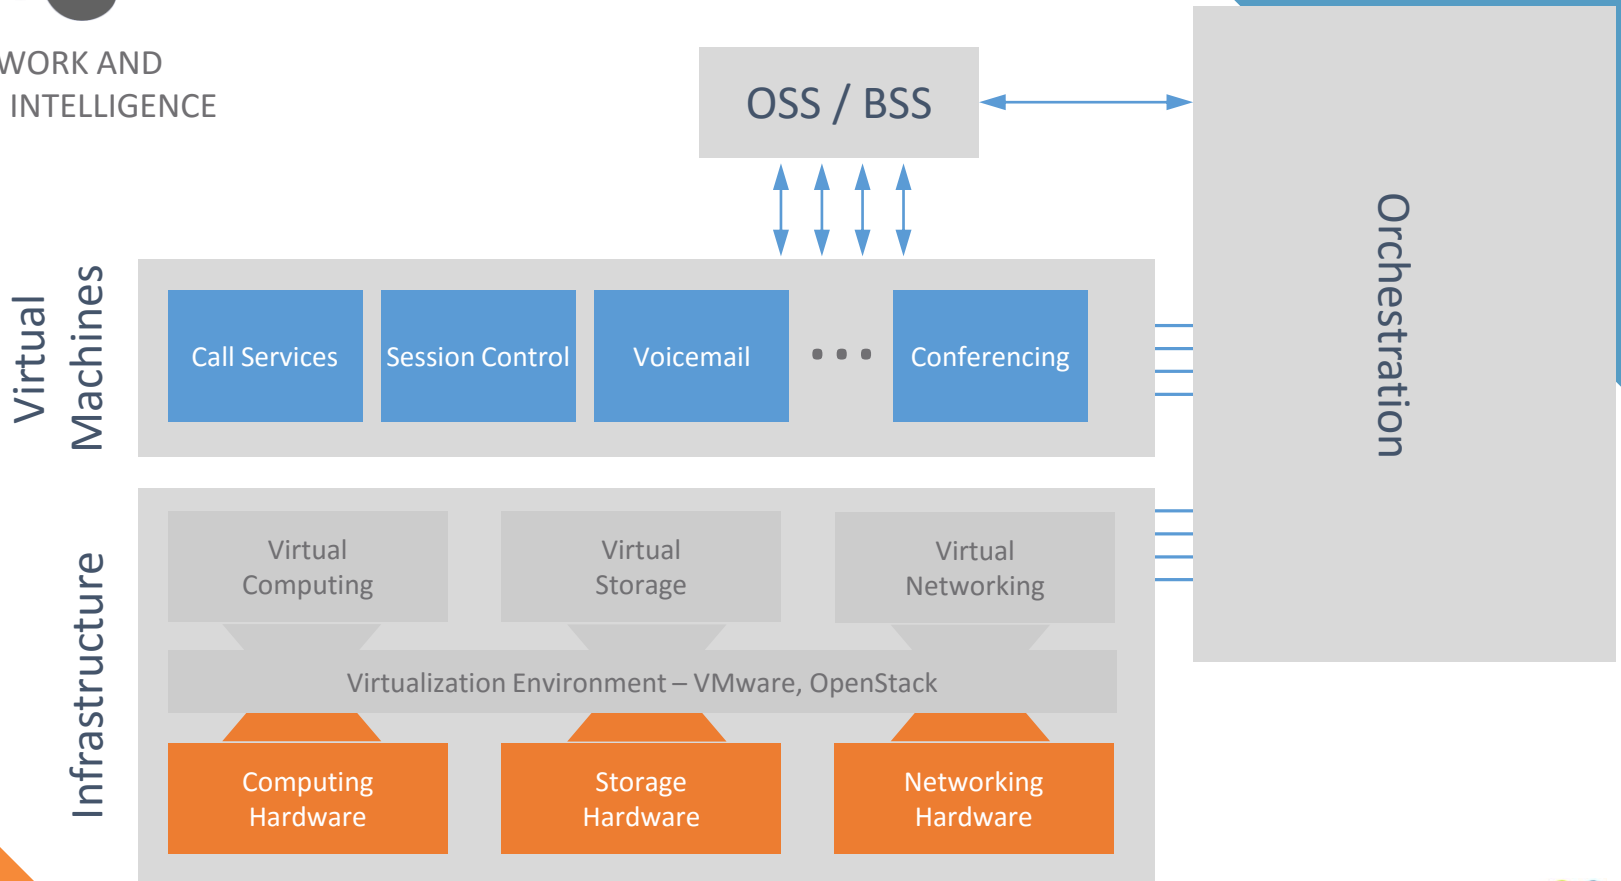 WORK AND
INTELLIGENCE
OSS / BSS
Orchestration
Virtual
Machines
Call Services
Session Control
Voicemail
...
Conferencing
Infrastructure
Virtual
Computing
Virtual
Storage
Virtual
Networking
Virtualization Environment – VMware, OpenStack
Computing
Hardware
Storage
Hardware
Networking
Hardware